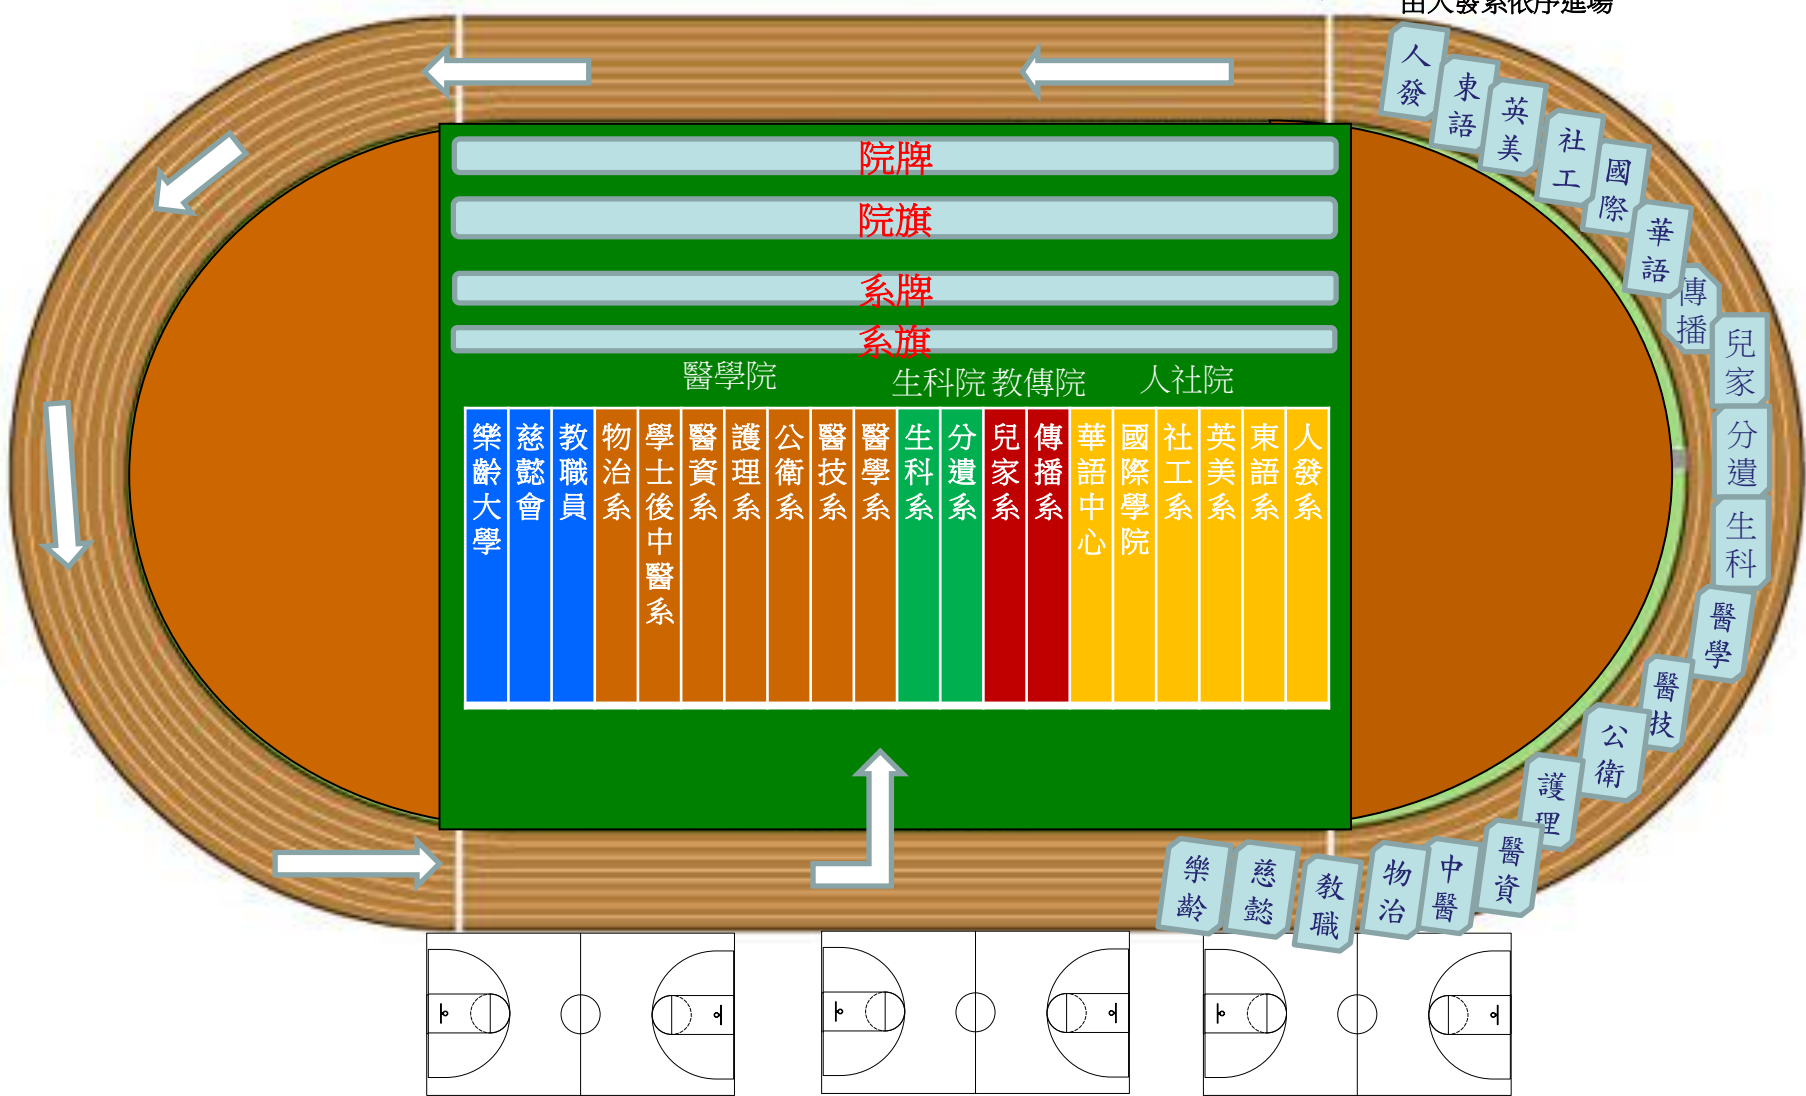 由人發系依序進場
院牌
院旗
系牌
系旗
醫學院
生科院
教傳院
人社院
樂齡大學
慈懿會
教職員
物治系
學士後中醫系
醫資系
護理系
公衛系
醫技系
醫學系
生科系
分遺系
兒家系
傳播系
華語中心
國際學院
社工系
英美系
東語系
人發系
人發
東語
英美
社工
國際
華語
傳播
兒家
分遺
生科
醫學
醫技
公衛
護理
醫資
中醫
物治
教職
慈懿
樂齡